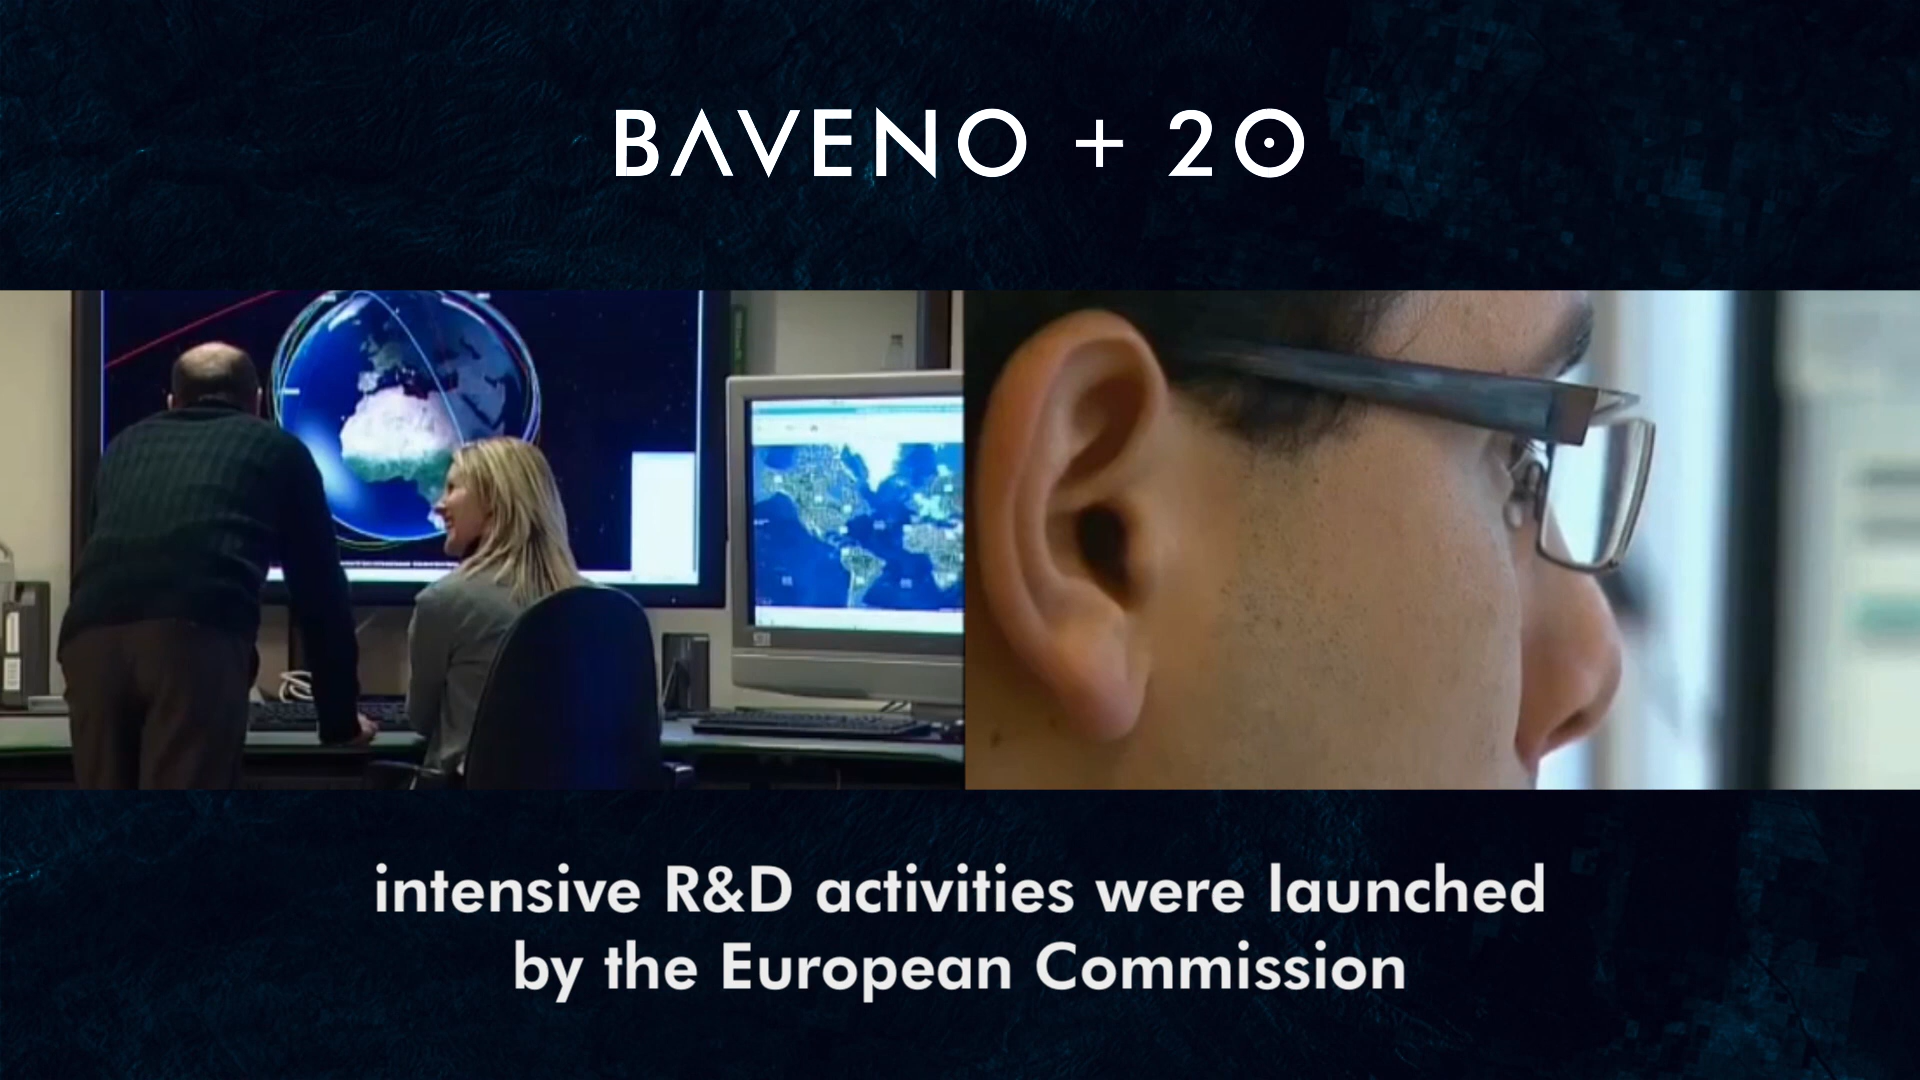 BAVENO + 20
intensive R&D activities were launched
by the European Commission